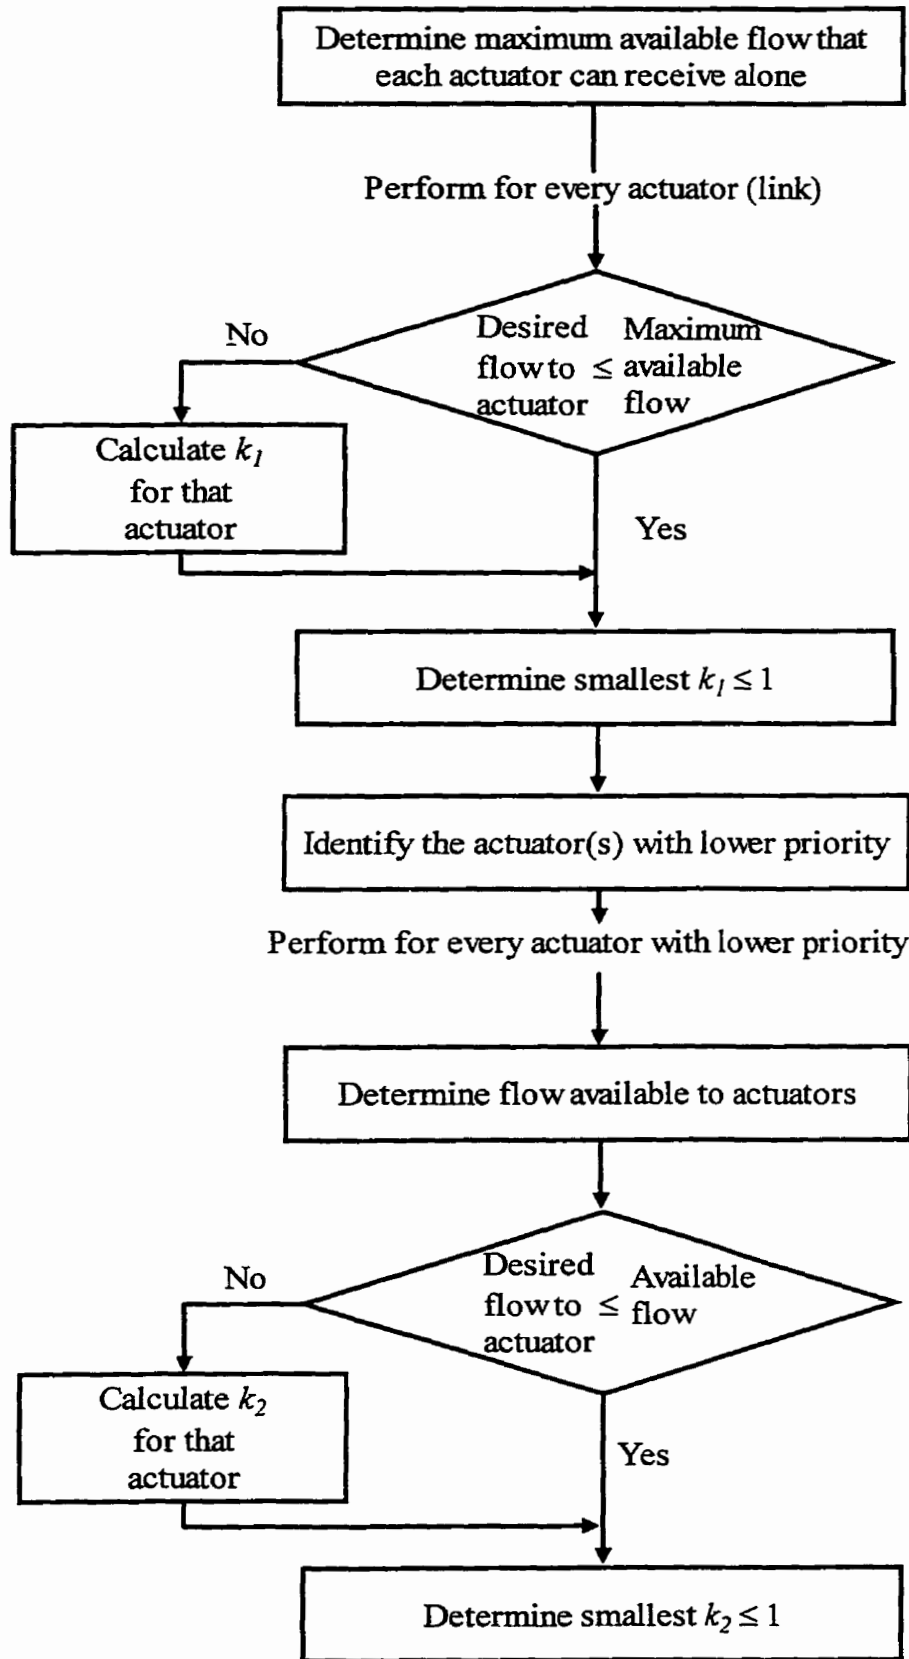 Determine maximum available flow that
each actuator can receive alone
Perform for every actuator (link)
No
Desired
flow to
actuator
≤
Maximum
available
flow
Calculate k₁
for that
actuator
Yes
Determine smallest k₁ ≤ 1
Identify the actuator(s) with lower priority
Perform for every actuator with lower priority
Determine flow available to actuators
No
Desired
flow to
actuator
≤
Available
flow
Calculate k₂
for that
actuator
Yes
Determine smallest k₂ ≤ 1